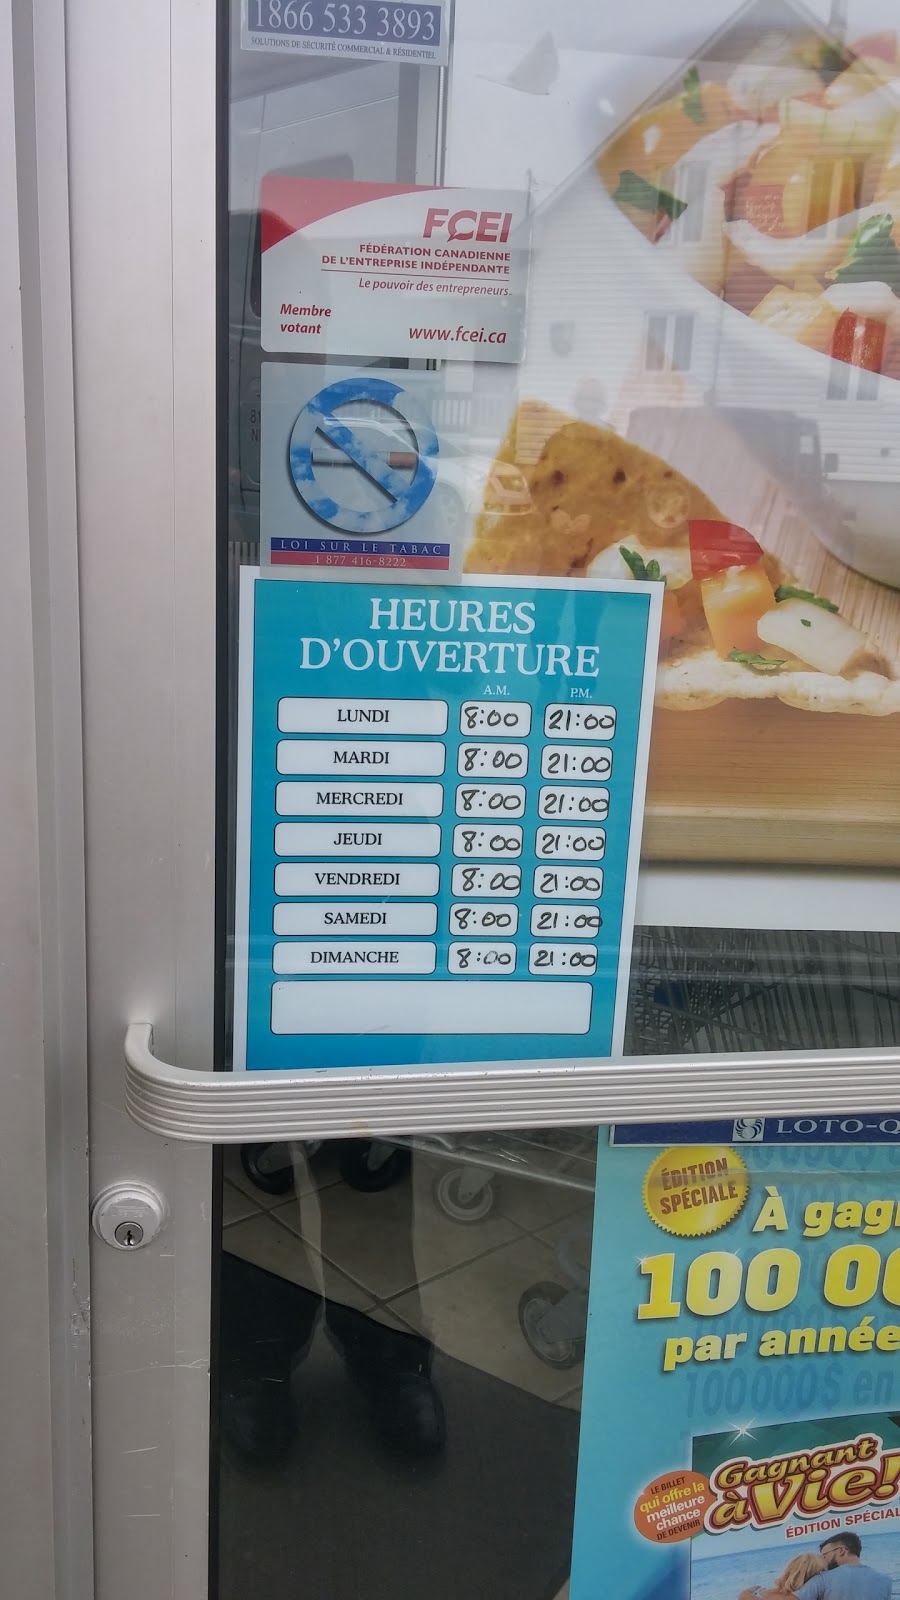 1866 533 3893
SOLUTIONS DE SÉCURITÉ COMMERCIAL & RÉSIDENTIEL
FCEI
FÉDÉRATION CANADIENNE
DE L'ENTREPRISE INDÉPENDANTE
Le pouvoir des entrepreneurs.
Membre
votant
www.fcei.ca
LOI SUR LE TABAC
1 877 416-8222
HEURES
D'OUVERTURE
A.M. P.M.
LUNDI 8:00 21:00
MARDI 8:00 21:00
MERCREDI 8:00 21:00
JEUDI 8:00 21:00
VENDREDI 8:00 21:00
SAMEDI 8:00 21:00
DIMANCHE 8:00 21:00
LOTO-Q
ÉDITION
SPÉCIALE
À gagn
100 00
par année
100000$ en
LE BILLET
qui offre la
meilleure
chance
DE DEVENIR
Gagnant
à Vie!
ÉDITION SPÉCIAL